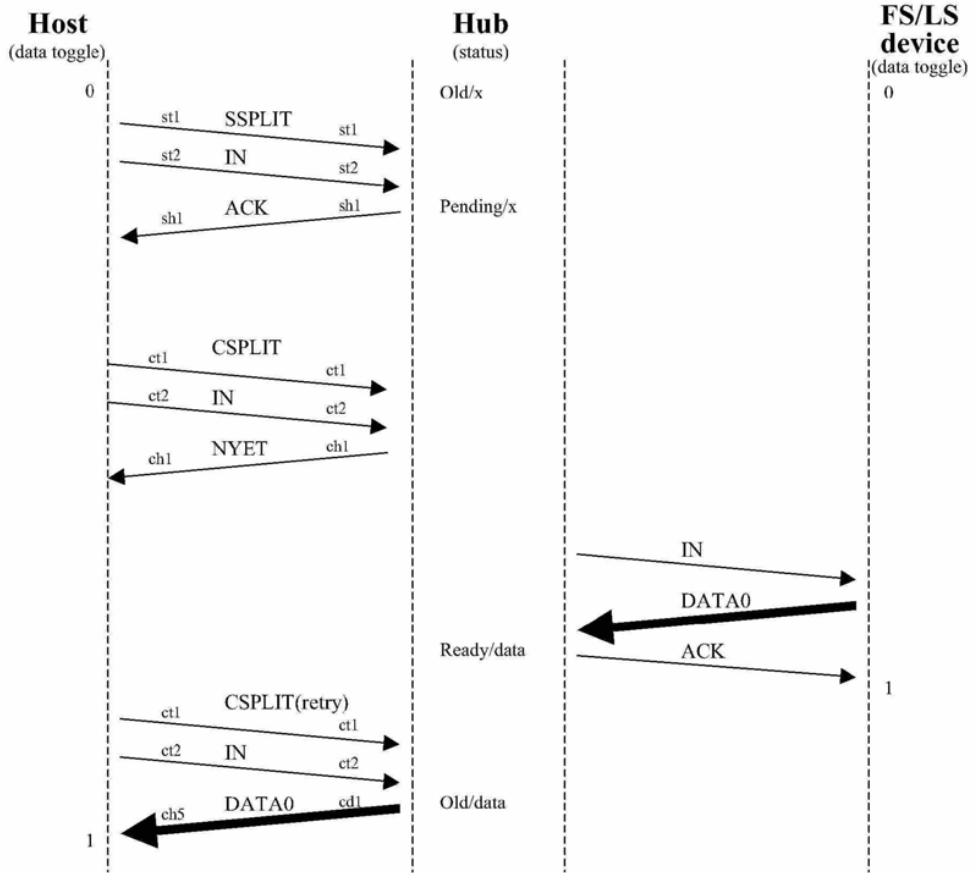 Host
(data toggle)
Hub
(status)
FS/LS
device
(data toggle)
0
Old/x
0
st1 SSPLIT st1
st2 IN st2
sh1 ACK sh1
Pending/x
ct1 CSPLIT ct1
ct2 IN ct2
ch1 NYET ch1
IN
DATA0
Ready/data
ACK
1
ct1 CSPLIT(retry) ct1
ct2 IN ct2
ch5 DATA0 cd1
Old/data
1